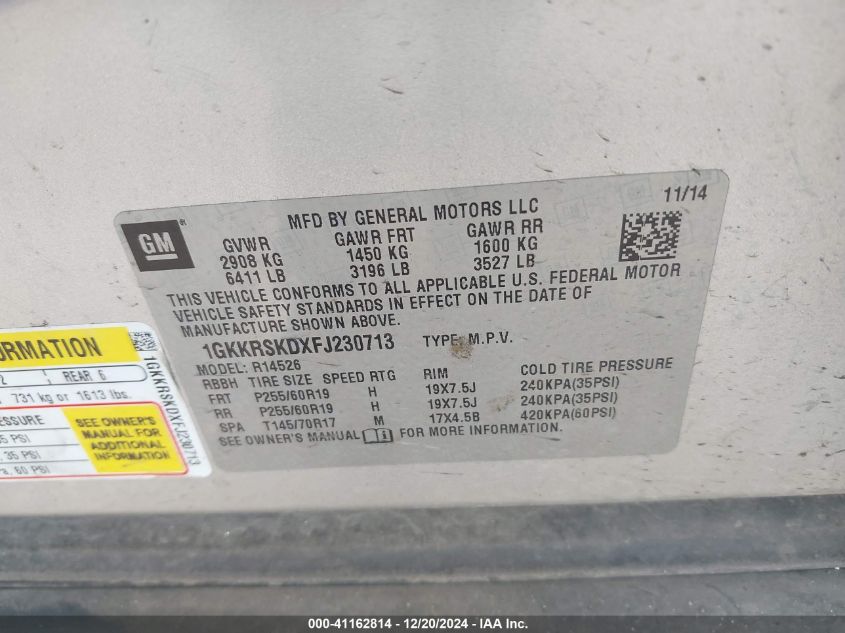 11/14
MFD BY GENERAL MOTORS LLC
GM
GVWR GAWR FRT GAWR RR
2908 KG 1450 KG 1600 KG
6411 LB 3196 LB 3527 LB
THIS VEHICLE CONFORMS TO ALL APPLICABLE U.S. FEDERAL MOTOR
VEHICLE SAFETY STANDARDS IN EFFECT ON THE DATE OF
MANUFACTURE SHOWN ABOVE.
1GKKRSKDXFJ230713 TYPE: M.P.V.
MODEL: R14526
RBBH TIRE SIZE SPEED RTG RIM COLD TIRE PRESSURE
FRT P255/60R19 H 19X7.5J 240KPA(35PSI)
RR P255/60R19 H 19X7.5J 240KPA(35PSI)
SPA T145/70R17 M 17X4.5B 420KPA(60PSI)
SEE OWNER'S MANUAL FOR MORE INFORMATION.
REAR 6
731 kg or 1613 lbs.
SEE OWNER'S
MANUAL FOR
ADDITIONAL
INFORMATION
35 PSI
60 PSI
1GKKRSKDXFJ230713
000-41162814 - 12/20/2024 - IAA Inc.